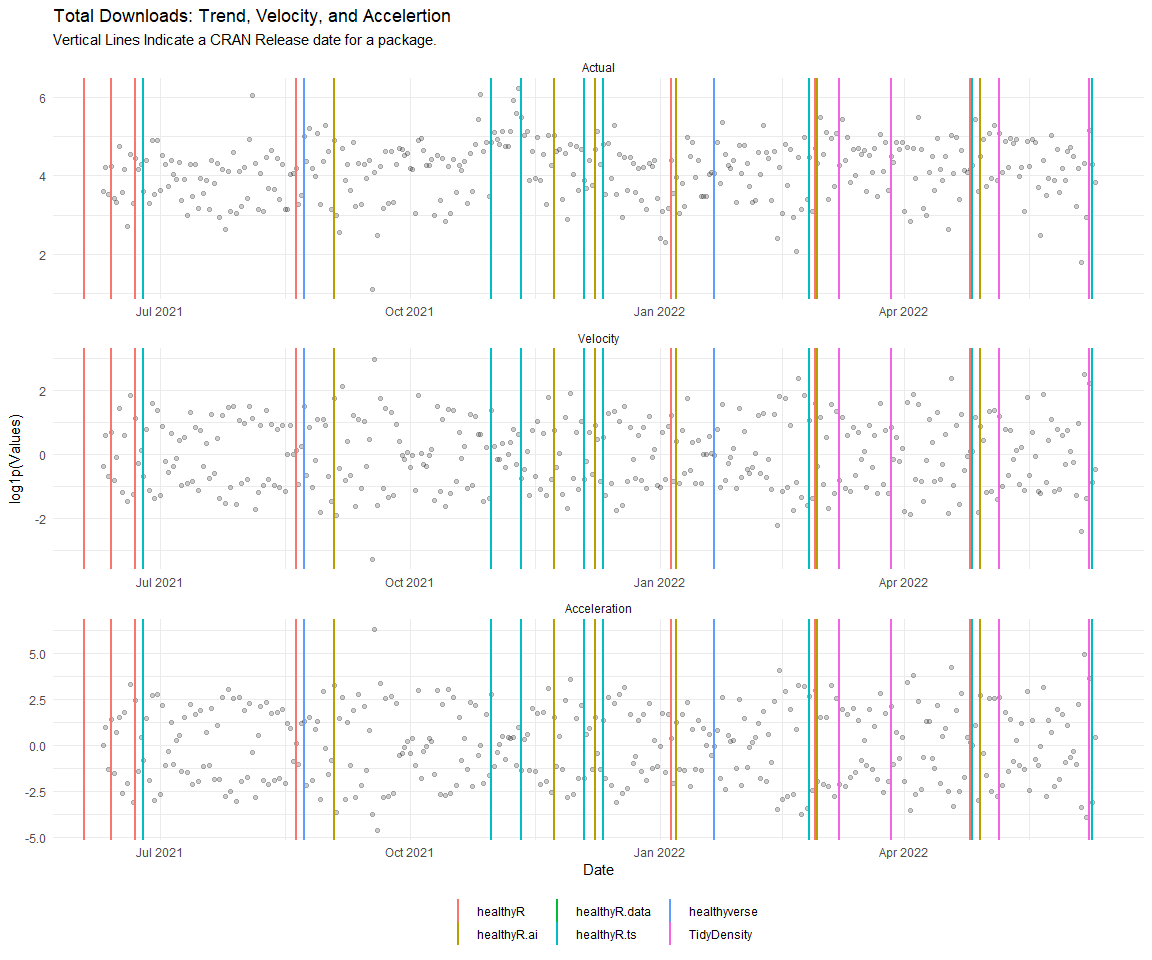 Total Downloads: Trend, Velocity, and Accelertion
Vertical Lines Indicate a CRAN Release date for a package.
Actual
6
4
2
Jul 2021 Oct 2021 Jan 2022 Apr 2022
Velocity
2
0
-2
Jul 2021 Oct 2021 Jan 2022 Apr 2022
log1p(Values)
Acceleration
5.0
2.5
0.0
-2.5
-5.0
Jul 2021 Oct 2021 Jan 2022 Apr 2022
Date
healthyR healthyR.data healthyverse
healthyR.ai healthyR.ts TidyDensity